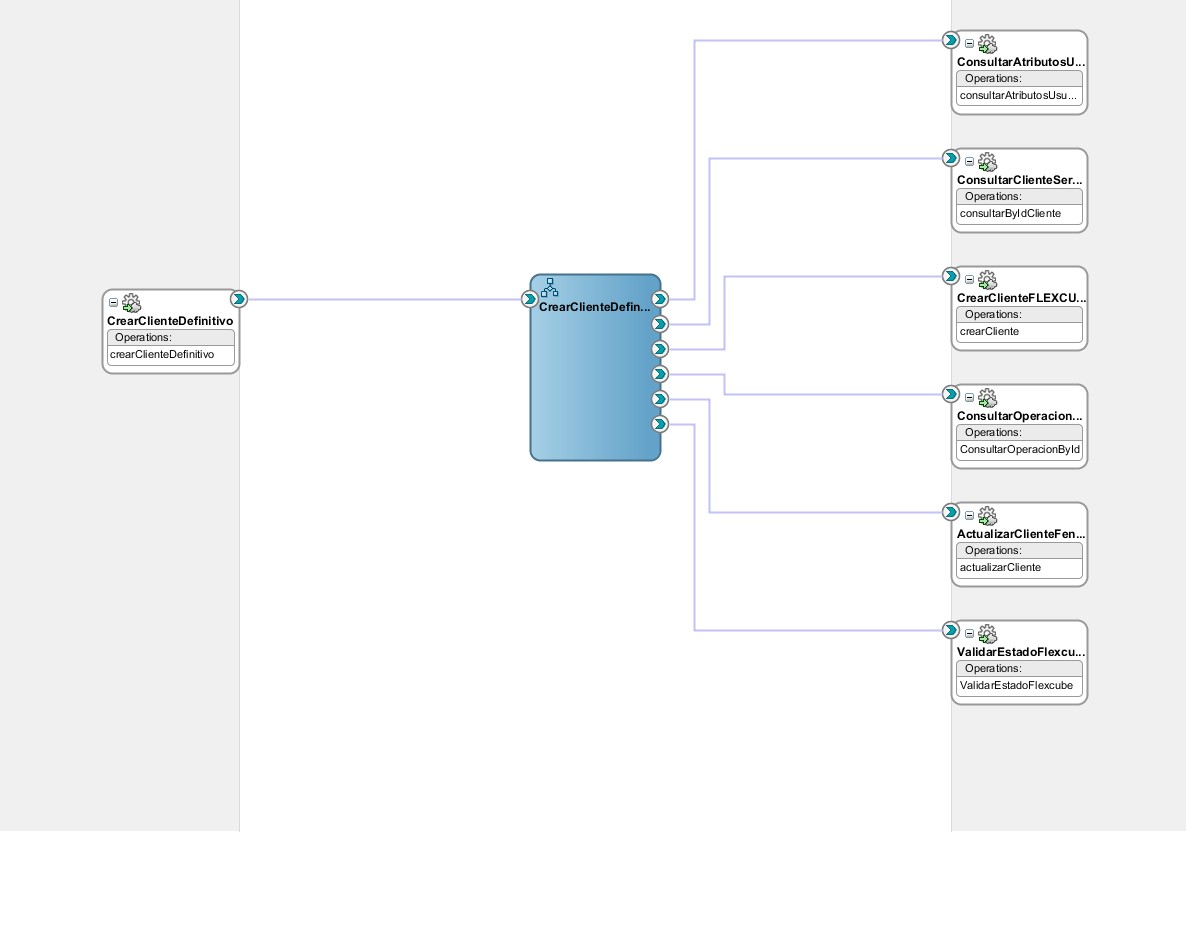 CrearClienteDefinitivo
Operations:
crearClienteDefinitivo
CrearClienteDefin...
ConsultarAtributosU...
Operations:
consultarAtributosUsu...
ConsultarClienteSer...
Operations:
consultarByIdCliente
CrearClienteFLEXCU...
Operations:
crearCliente
ConsultarOperacion...
Operations:
ConsultarOperacionById
ActualizarClienteFen...
Operations:
actualizarCliente
ValidarEstadoFlexcu...
Operations:
ValidarEstadoFlexcube